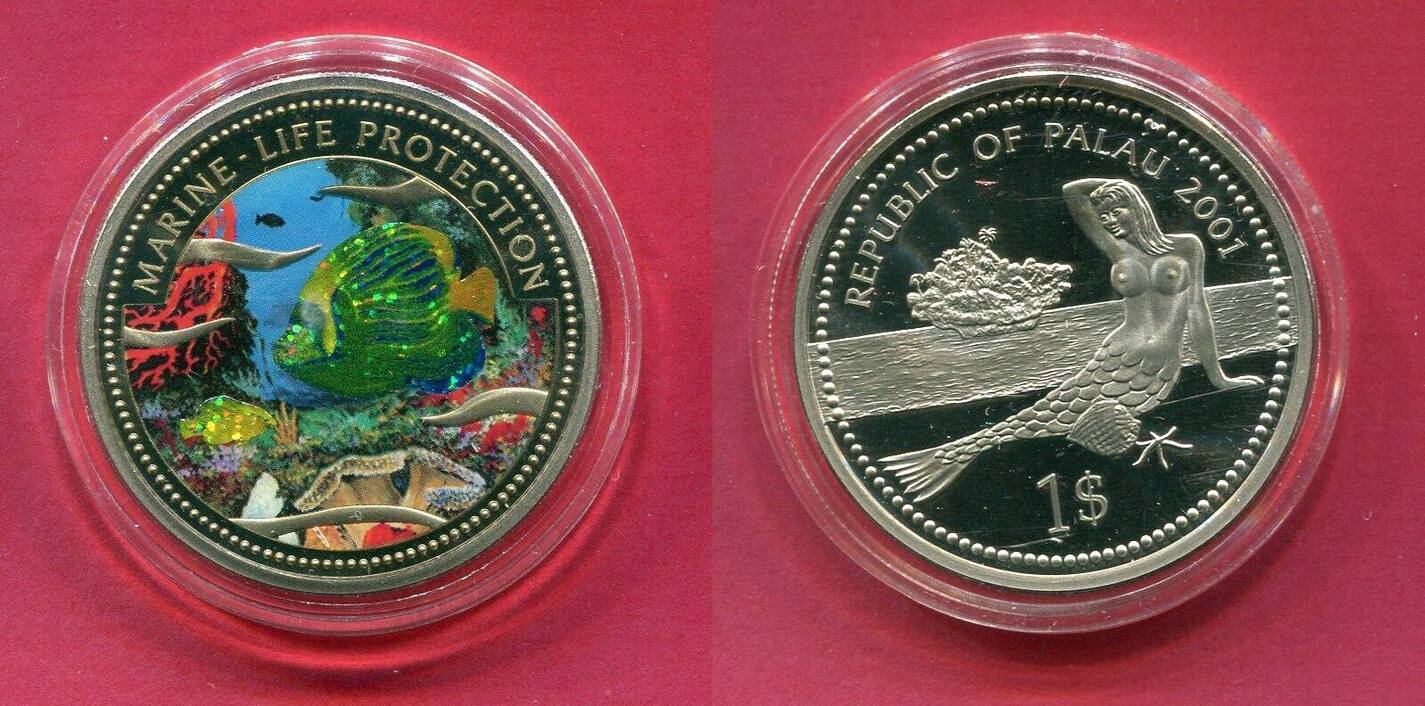 MARINE-LIFE PROTECTION
REPUBLIC OF PALAU 2001
1$